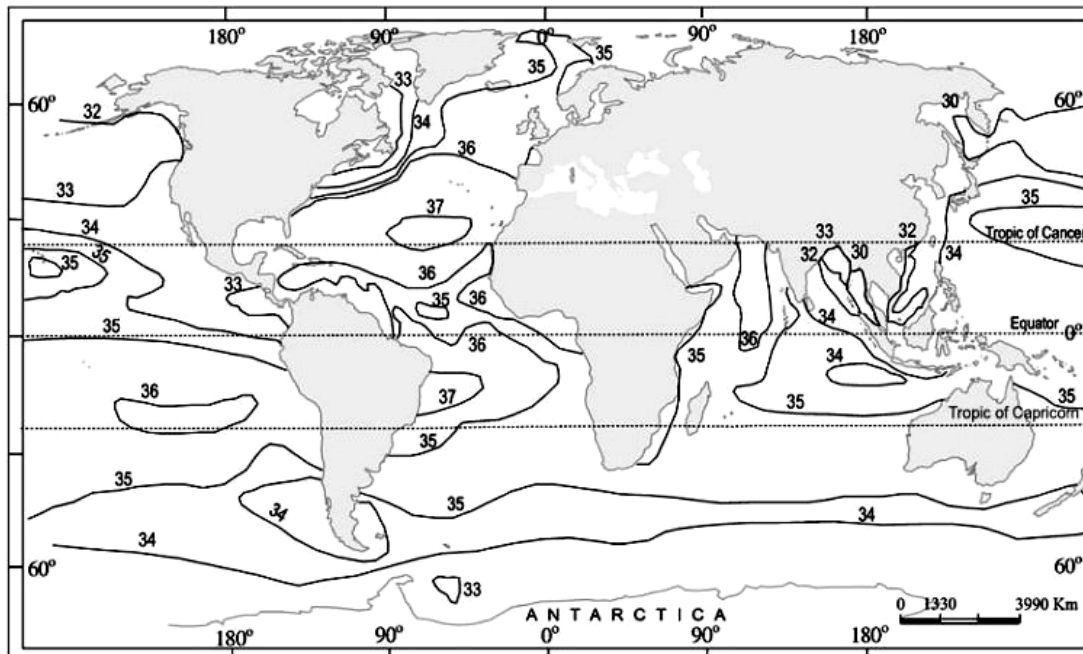 180° 90° 0° 90° 180°
33 35 35
60° 32 30 60°
34
36
33 35
37
34 33 32 Tropic of Cancer
35 32 30 34
35 36
33 35 36 34 Equator 0°
35 36 36 35
34
36 37 35 35
Tropic of Capricorn
35
35 35
34 34
34
60° 33 60°
ANTARCTICA 0 1330 3990 Km
180° 90° 0° 90° 180°